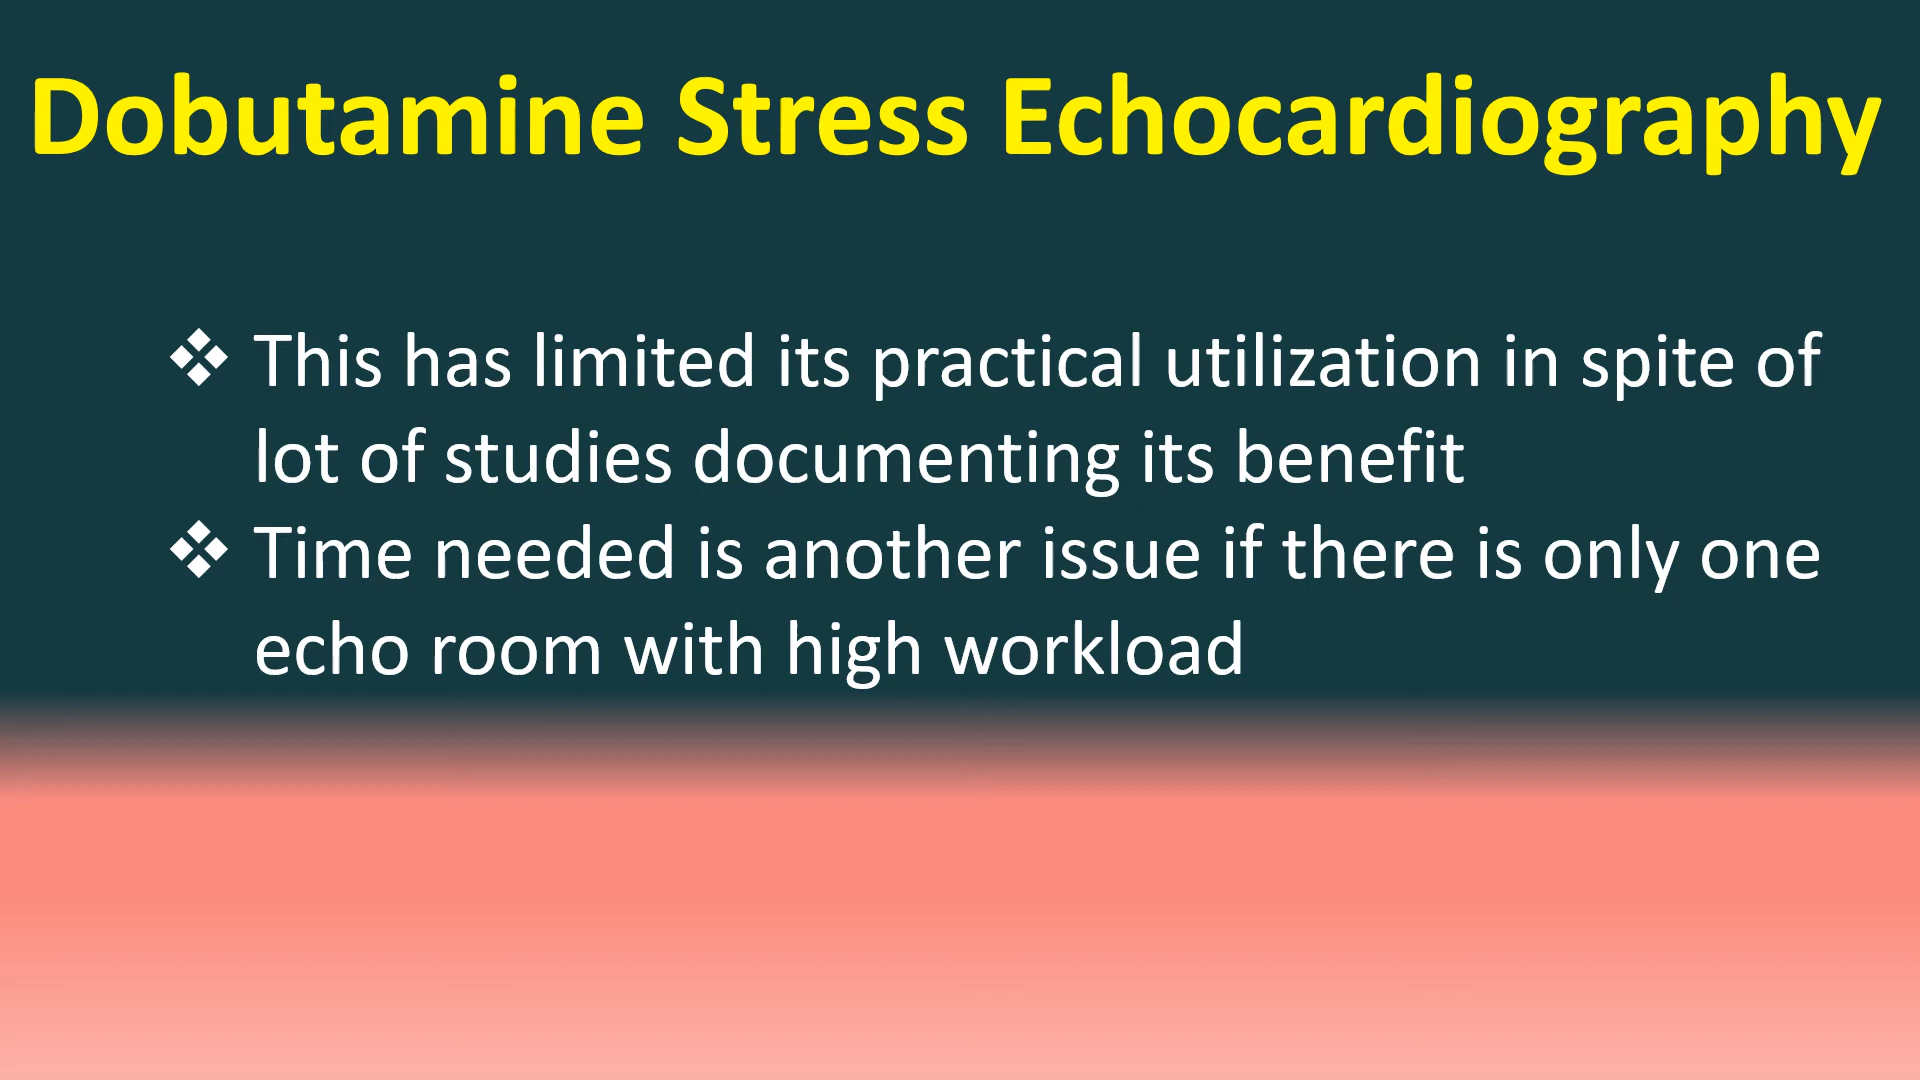 Dobutamine Stress Echocardiography
❖ This has limited its practical utilization in spite of
lot of studies documenting its benefit
❖ Time needed is another issue if there is only one
echo room with high workload